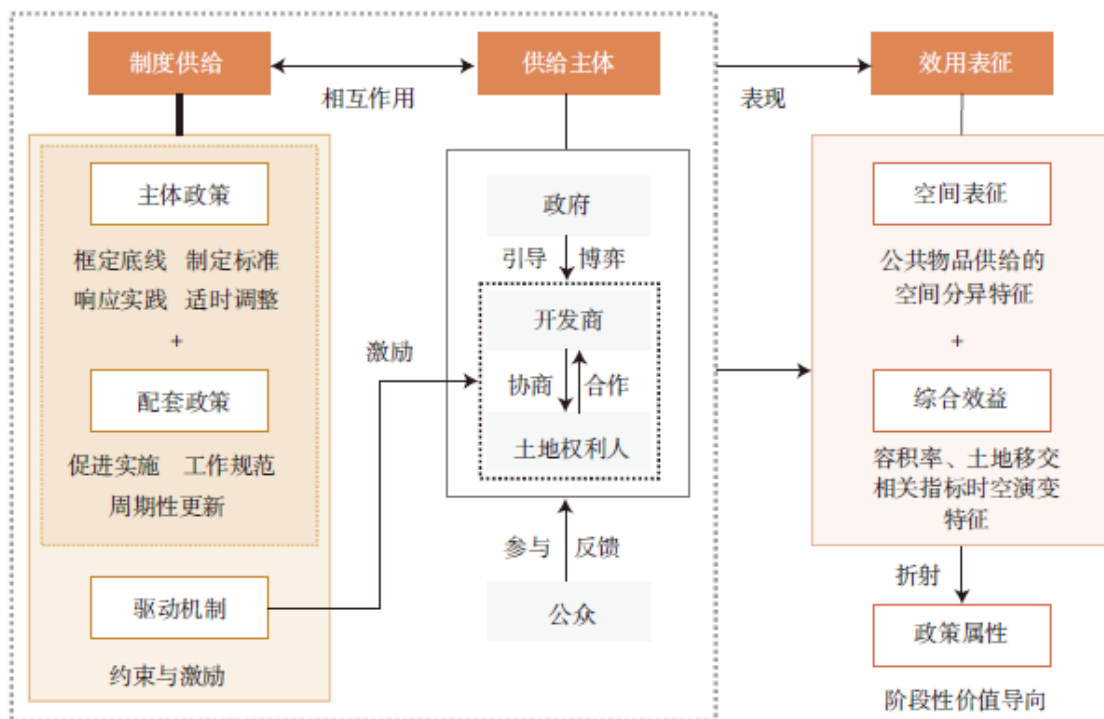 制度供给
相互作用
供给主体
表现
效用表征
主体政策
框定底线 制定标准
响应实践 适时调整
+
配套政策
促进实施 工作规范
周期性更新
驱动机制
约束与激励
激励
政府
引导 博弈
开发商
协商 合作
土地权利人
参与 反馈
公众
空间表征
公共物品供给的
空间分异特征
+
综合效益
容积率、土地移交
相关指标时空演变
特征
折射
政策属性
阶段性价值导向